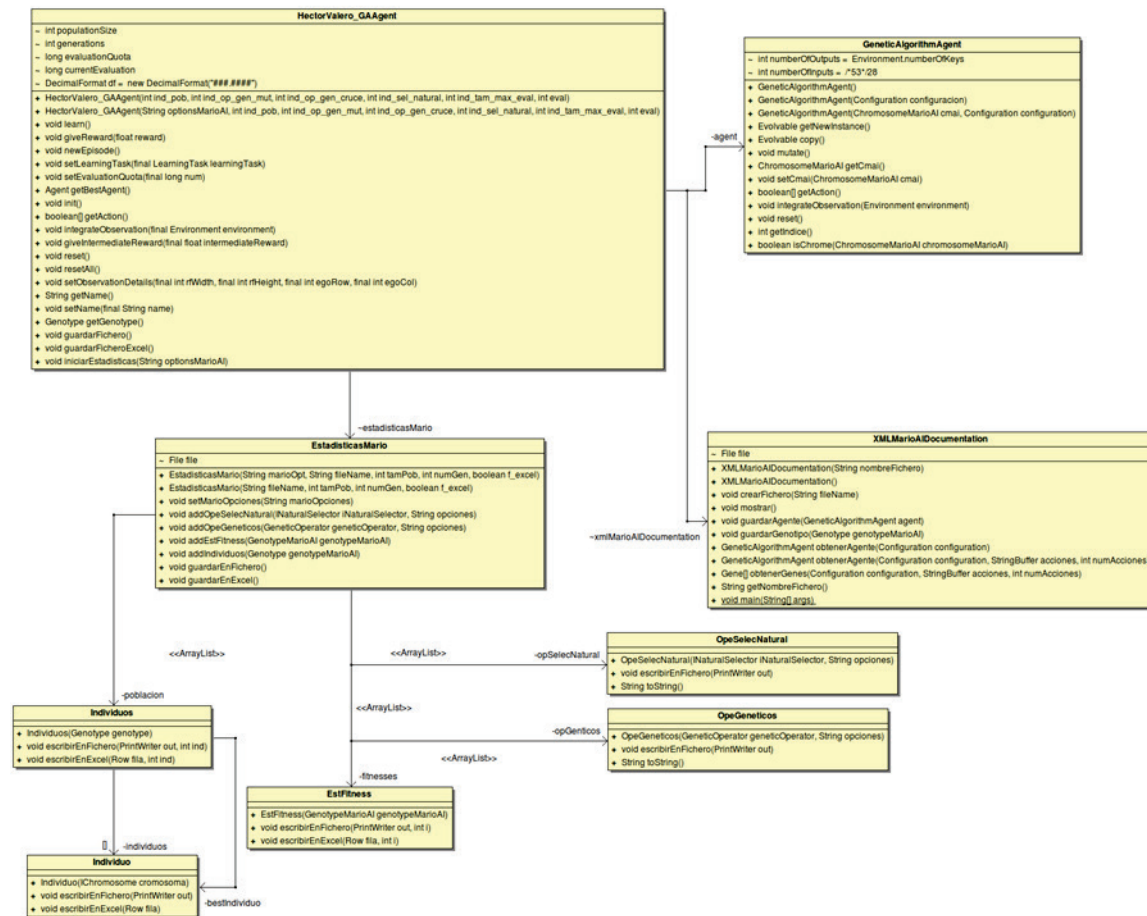 HectorValero_GAAgent
~ int populationSize
~ int generations
~ long evaluationQuota
~ long currentEvaluation
~ DecimalFormat df = new DecimalFormat("###.####")
+ HectorValero_GAAgent(int ind_pob, int ind_op_gen_mut, int ind_op_gen_cruce, int ind_sel_natural, int ind_tam_max_eval, int eval)
+ HectorValero_GAAgent(String optionsMarioAI, int ind_pob, int ind_op_gen_mut, int ind_op_gen_cruce, int ind_sel_natural, int ind_tam_max_eval, int eval)
+ void learn()
+ void giveReward(float reward)
+ void newEpisode()
+ void setLearningTask(final LearningTask learningTask)
+ void setEvaluationQuota(final long num)
+ Agent getBestAgent()
+ void init()
+ boolean[] getAction()
+ void integrateObservation(final Environment environment)
+ void giveIntermediateReward(final float intermediateReward)
+ void reset()
+ void resetAll()
+ void setObservationDetails(final int rfWidth, final int rfHeight, final int egoRow, final int egoCol)
+ String getName()
+ void setName(final String name)
+ Genotype getGenotype()
+ void guardarFichero()
+ void guardarFicheroExcel()
+ void iniciarEstadisticas(String optionsMarioAI)
GeneticAlgorithmAgent
~ int numberOfOutputs = Environment.numberOfKeys
~ int numberOfInputs = /*53*/28
+ GeneticAlgorithmAgent()
+ GeneticAlgorithmAgent(Configuration configuracion)
+ GeneticAlgorithmAgent(ChromosomeMarioAI cmai, Configuration configuration)
+ Evolvable getNewInstance()
+ Evolvable copy()
+ void mutate()
+ ChromosomeMarioAI getCmai()
+ void setCmai(ChromosomeMarioAI cmai)
+ boolean[] getAction()
+ void integrateObservation(Environment environment)
+ void reset()
+ int getIndice()
+ boolean isChrome(ChromosomeMarioAI chromosomeMarioAI)
-agent
~estadisticasMario
EstadisticasMario
~ File file
+ EstadisticasMario(String marioOpt, String fileName, int tamPob, int numGen, boolean f_excel)
+ EstadisticasMario(String fileName, int tamPob, int numGen, boolean f_excel)
+ void setMarioOpciones(String marioOpciones)
+ void addOpeSelecNatural(INaturalSelector iNaturalSelector, String opciones)
+ void addOpeGeneticos(GeneticOperator geneticOperator, String opciones)
+ void addEstFitness(GenotypeMarioAI genotypeMarioAI)
+ void addIndividuos(Genotype genotypeMarioAI)
+ void guardarEnFichero()
+ void guardarEnExcel()
XMLMarioAIDocumentation
~ File file
+ XMLMarioAIDocumentation(String nombreFichero)
+ XMLMarioAIDocumentation()
+ void crearFichero(String fileName)
+ void mostrar()
+ void guardarAgente(GeneticAlgorithmAgent agent)
+ void guardarGenotipo(Genotype genotypeMarioAI)
+ GeneticAlgorithmAgent obtenerAgente(Configuration configuration)
+ GeneticAlgorithmAgent obtenerAgente(Configuration configuration, StringBuffer acciones, int numAcciones
+ Gene[] obtenerGenes(Configuration configuration, StringBuffer acciones, int numAcciones)
+ String getNombreFichero()
+ void main(String[] args)
~xmlMarioAIDocumentation
<<ArrayList>>
<<ArrayList>>
-opSelecNatural
OpeSelecNatural
+ OpeSelecNatural(INaturalSelector iNaturalSelector, String opciones)
+ void escribirEnFichero(PrintWriter out)
+ String toString()
-poblacion
<<ArrayList>>
Individuos
+ Individuos(Genotype genotype)
+ void escribirEnFichero(PrintWriter out, int ind)
+ void escribirEnExcel(Row fila, int ind)
-opGenticos
<<ArrayList>>
OpeGeneticos
+ OpeGeneticos(GeneticOperator geneticOperator, String opciones)
+ void escribirEnFichero(PrintWriter out)
+ String toString()
-fitnesses
EstFitness
+ EstFitness(GenotypeMarioAI genotypeMarioAI)
+ void escribirEnFichero(PrintWriter out, int i)
+ void escribirEnExcel(Row fila, int i)
[] -individuos
Individuo
+ Individuo(IChromosome cromosoma)
+ void escribirEnFichero(PrintWriter out)
+ void escribirEnExcel(Row fila)
-bestIndividuo